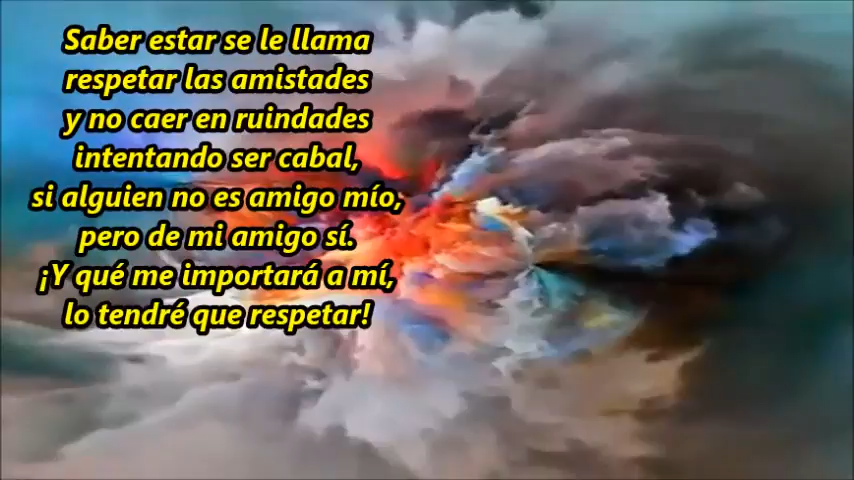 Saber estar se le llama
respetar las amistades
y no caer en ruindades
intentando ser cabal,
si alguien no es amigo mío,
pero de mi amigo sí.
¡Y qué me importará a mí,
lo tendré que respetar!